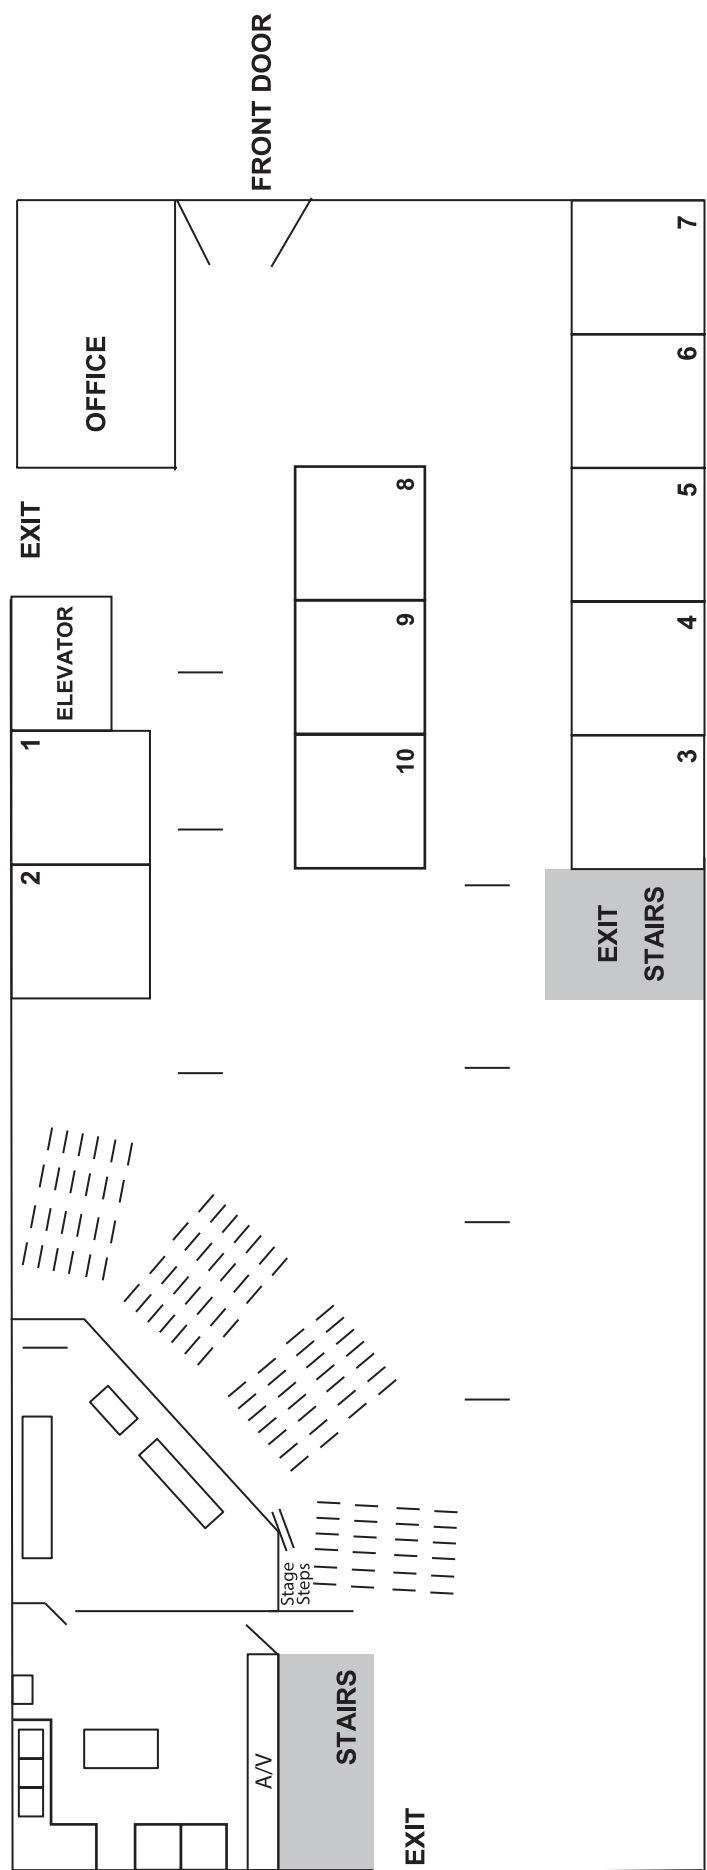 FRONT DOOR
OFFICE
7
6
EXIT
8
5
ELEVATOR
9
4
1
10
3
2
EXIT
STAIRS
Stage
Steps
STAIRS
A/V
EXIT